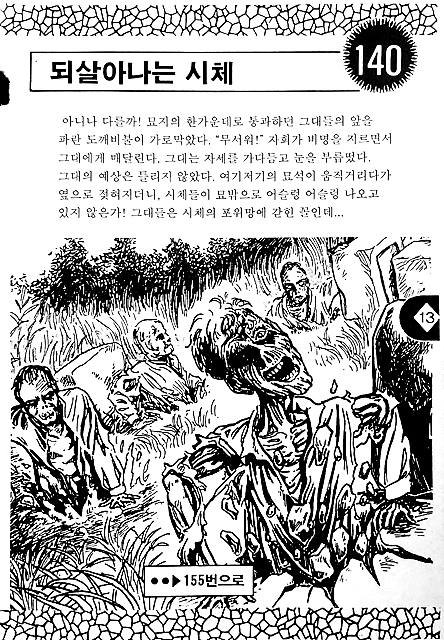 140
되살아나는 시체
아니나 다를까! 묘지의 한가운데로 통과하던 그대들의 앞을
파란 도깨비불이 가로막았다. "무서워!" 자희가 비명을 지르면서
그대에게 매달린다. 그대는 자세를 가다듬고 눈을 부릅떴다.
그대의 예상은 틀리지 않았다. 여기저기의 묘석이 움직거리다가
옆으로 젖혀지더니, 시체들이 묘밖으로 어슬렁 어슬렁 나오고
있지 않은가! 그대들은 시체의 포위망에 갇힌 꼴인데...
13
●●▶155번으로